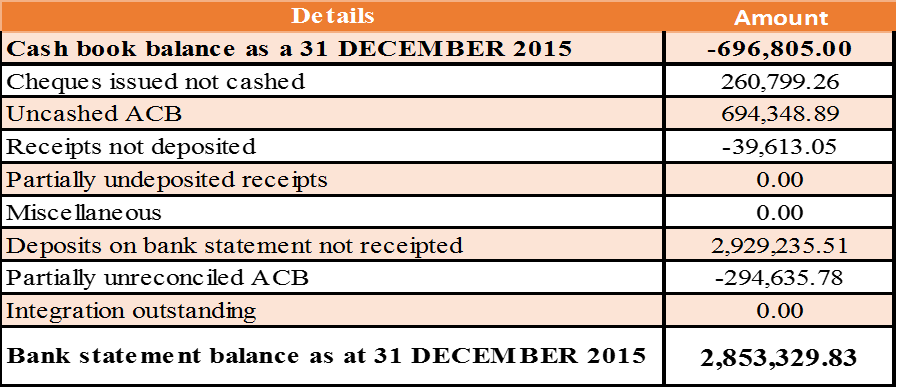 Details Amount
Cash book balance as a 31 DECEMBER 2015 -696,805.00
Cheques issued not cashed 260,799.26
Uncashed ACB 694,348.89
Receipts not deposited -39,613.05
Partially undeposited receipts 0.00
Miscellaneous 0.00
Deposits on bank statement not receipted 2,929,235.51
Partially unreconciled ACB -294,635.78
Integration outstanding 0.00
Bank statement balance as at 31 DECEMBER 2015 2,853,329.83